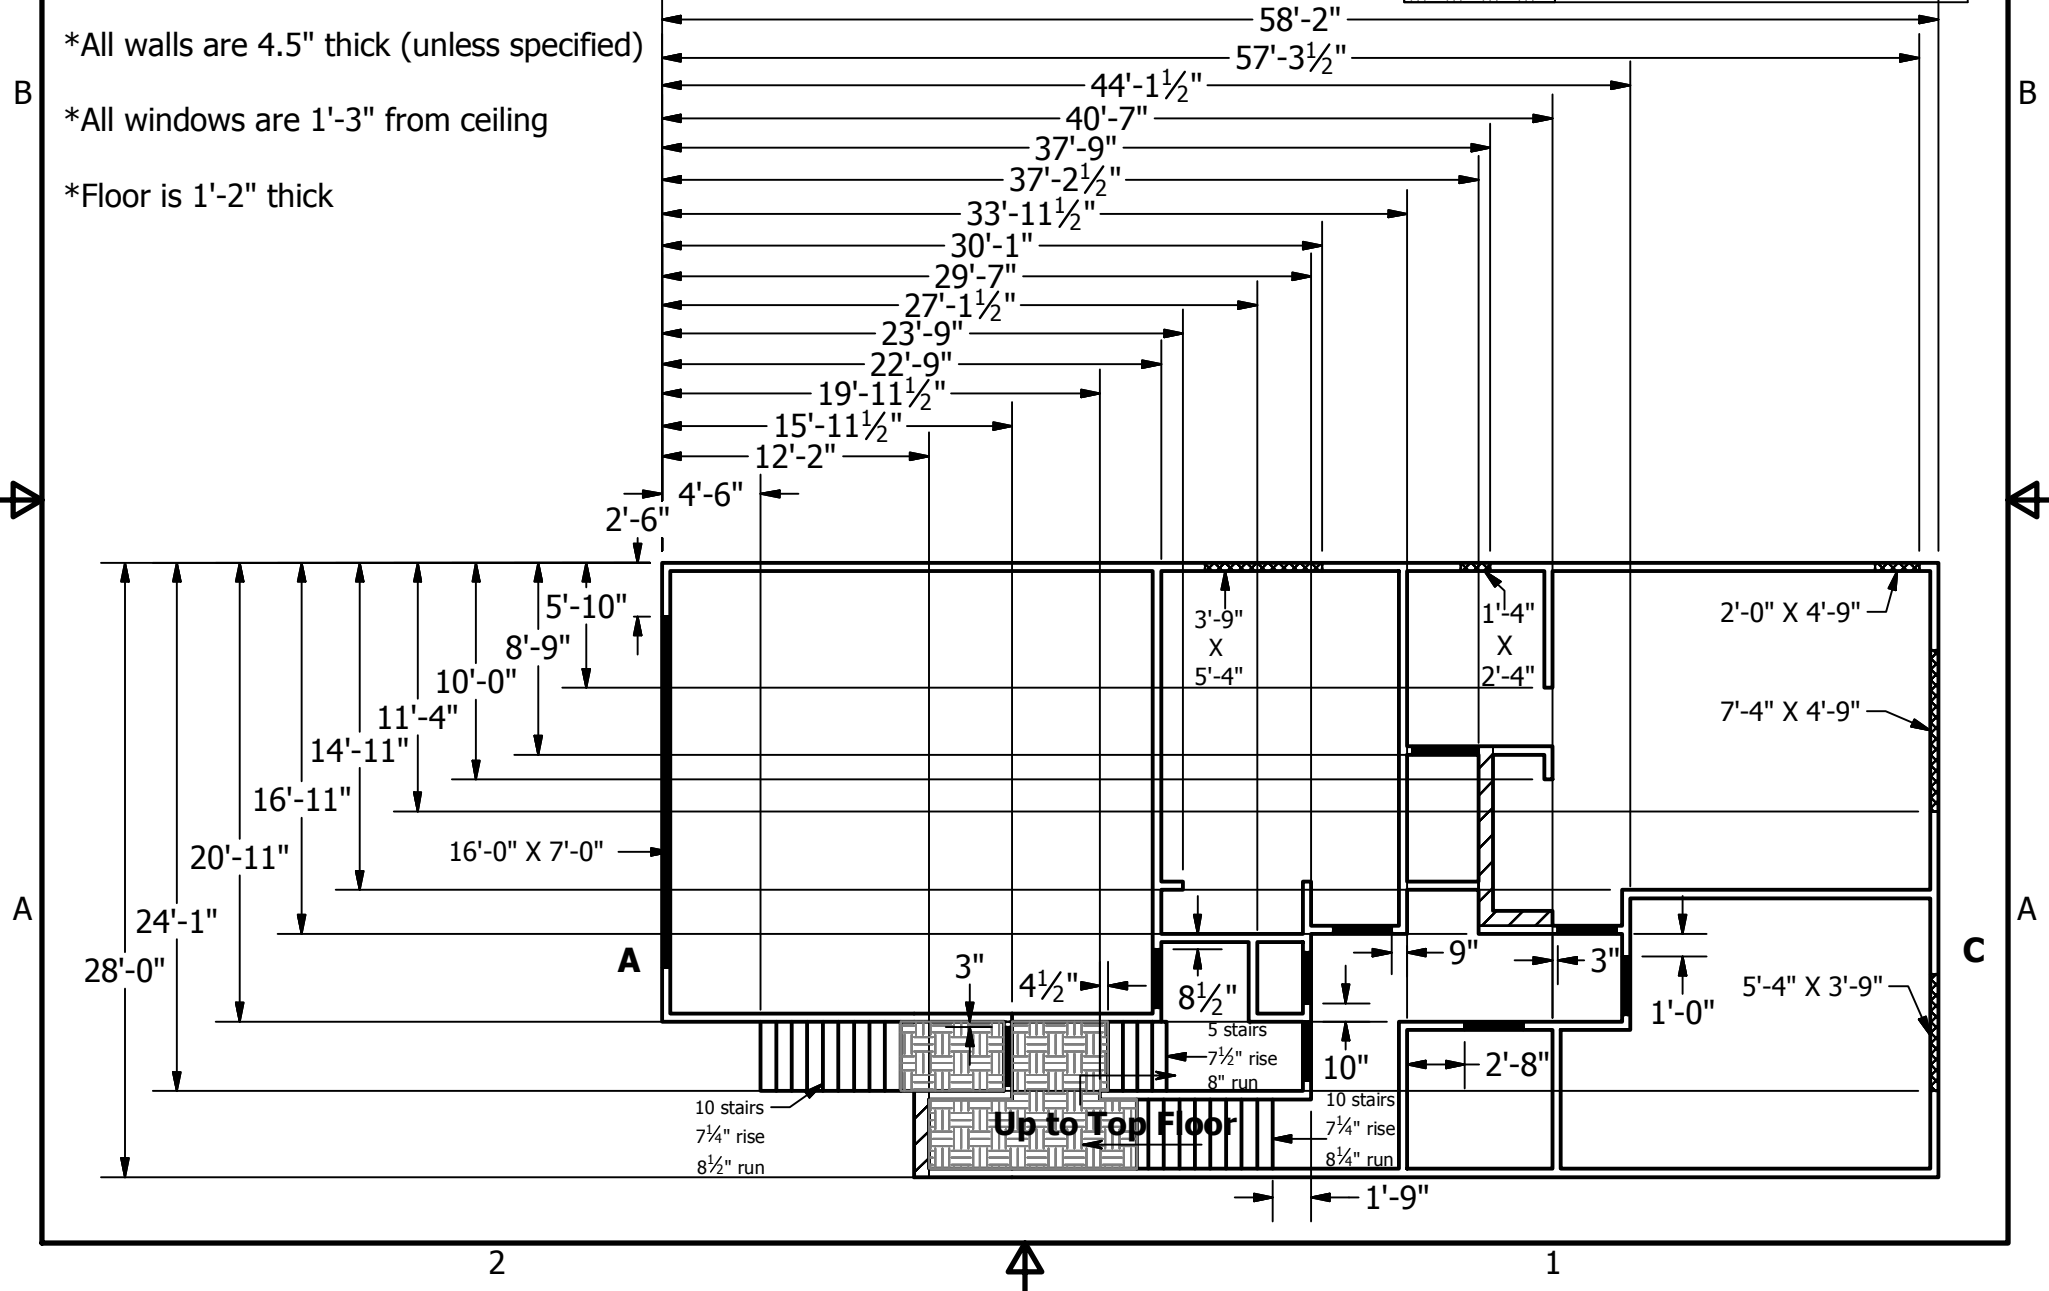 58'-2"
*All walls are 4.5" thick (unless specified)
57'-3½"
44'-1½"
B
B
40'-7"
*All windows are 1'-3" from ceiling
37'-9"
37'-2½"
*Floor is 1'-2" thick
33'-11½"
30'-1"
29'-7"
27'-1½"
23'-9"
22'-9"
19'-11½"
15'-11½"
12'-2"
4'-6"
2'-6"
5'-10"
8'-9"
10'-0"
11'-4"
14'-11"
16'-11"
20'-11"
24'-1"
28'-0"
3'-9"
X
5'-4"
1'-4"
X
2'-4"
2'-0" X 4'-9"
7'-4" X 4'-9"
16'-0" X 7'-0"
A
A
A
C
3"
4½"
8½"
9"
3"
1'-0"
5'-4" X 3'-9"
5 stairs
7½" rise
8" run
10"
2'-8"
10 stairs
7¼" rise
8½" run
Up to Top Floor
10 stairs
7¼" rise
8¼" run
1'-9"
2
1